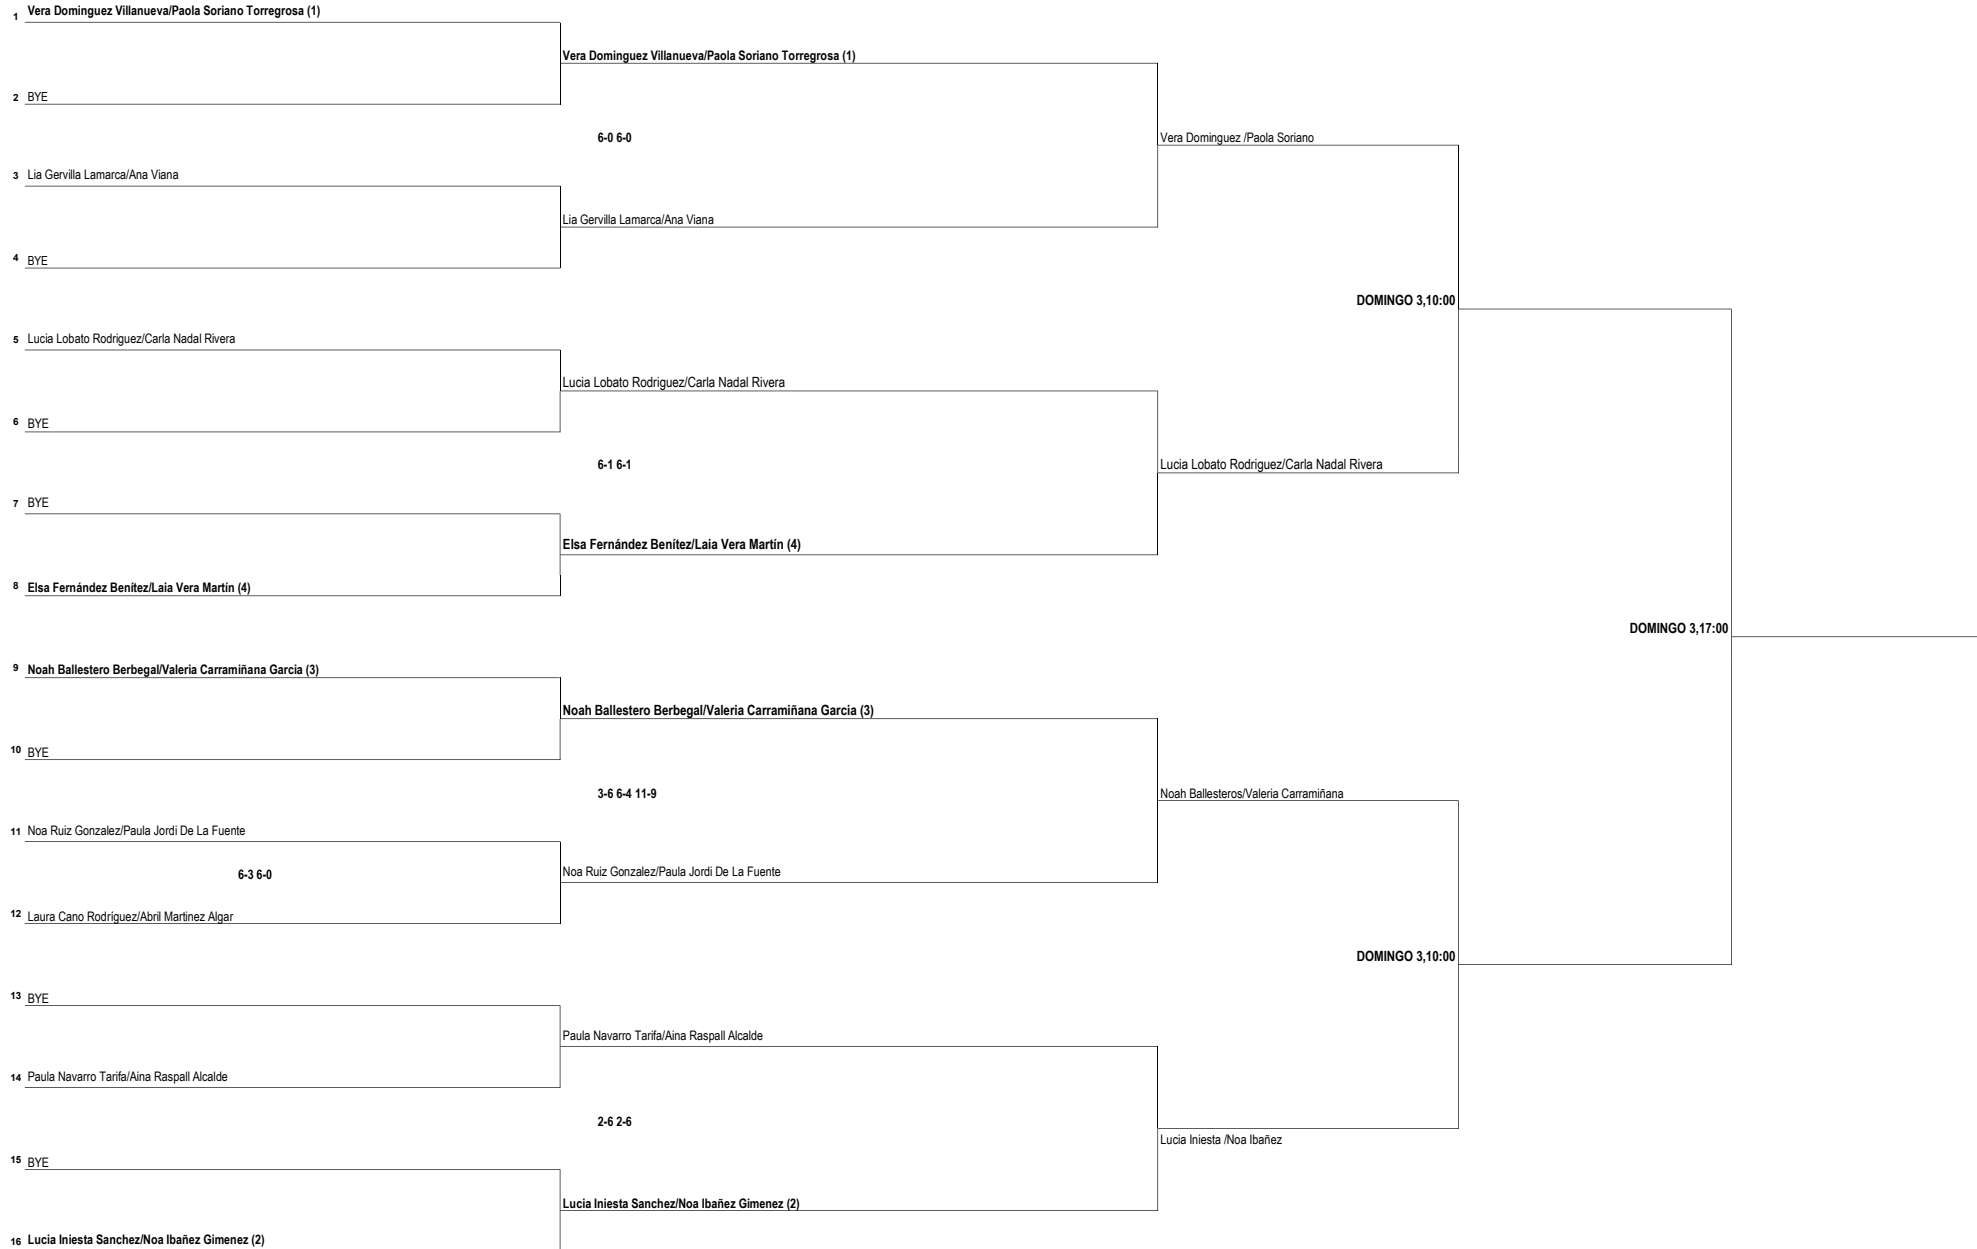 1 Vera Dominguez Villanueva/Paola Soriano Torregrosa (1)
Vera Dominguez Villanueva/Paola Soriano Torregrosa (1)
2 BYE
6-0 6-0
Vera Dominguez /Paola Soriano
3 Lia Gervilla Lamarca/Ana Viana
Lia Gervilla Lamarca/Ana Viana
4 BYE
DOMINGO 3,10:00
5 Lucia Lobato Rodriguez/Carla Nadal Rivera
Lucia Lobato Rodriguez/Carla Nadal Rivera
6 BYE
6-1 6-1
Lucia Lobato Rodriguez/Carla Nadal Rivera
7 BYE
Elsa Fernández Benítez/Laia Vera Martín (4)
8 Elsa Fernández Benítez/Laia Vera Martín (4)
DOMINGO 3,17:00
9 Noah Ballestero Berbegal/Valeria Carramiñana Garcia (3)
Noah Ballestero Berbegal/Valeria Carramiñana Garcia (3)
10 BYE
3-6 6-4 11-9
Noah Ballesteros/Valeria Carramiñana
11 Noa Ruiz Gonzalez/Paula Jordi De La Fuente
6-3 6-0
Noa Ruiz Gonzalez/Paula Jordi De La Fuente
12 Laura Cano Rodríguez/Abril Martinez Algar
DOMINGO 3,10:00
13 BYE
Paula Navarro Tarifa/Aina Raspall Alcalde
14 Paula Navarro Tarifa/Aina Raspall Alcalde
2-6 2-6
Lucia Iniesta /Noa Ibañez
15 BYE
Lucia Iniesta Sanchez/Noa Ibañez Gimenez (2)
16 Lucia Iniesta Sanchez/Noa Ibañez Gimenez (2)